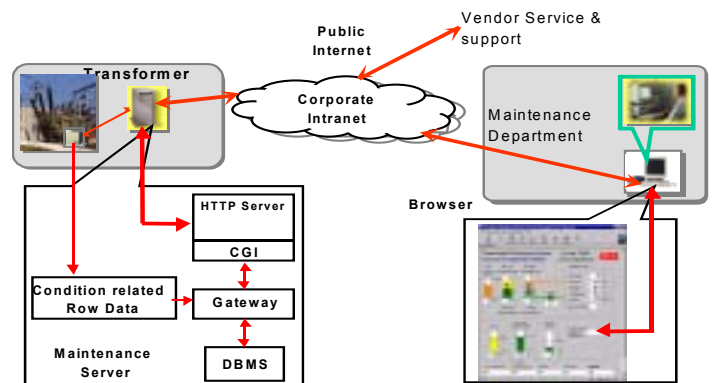 Public
Internet
Vendor Service &
support
Transformer
Corporate
Intranet
Maintenance
Department
Browser
HTTP Server
CGI
Condition related
Row Data
Gateway
DBMS
Maintenance
Server